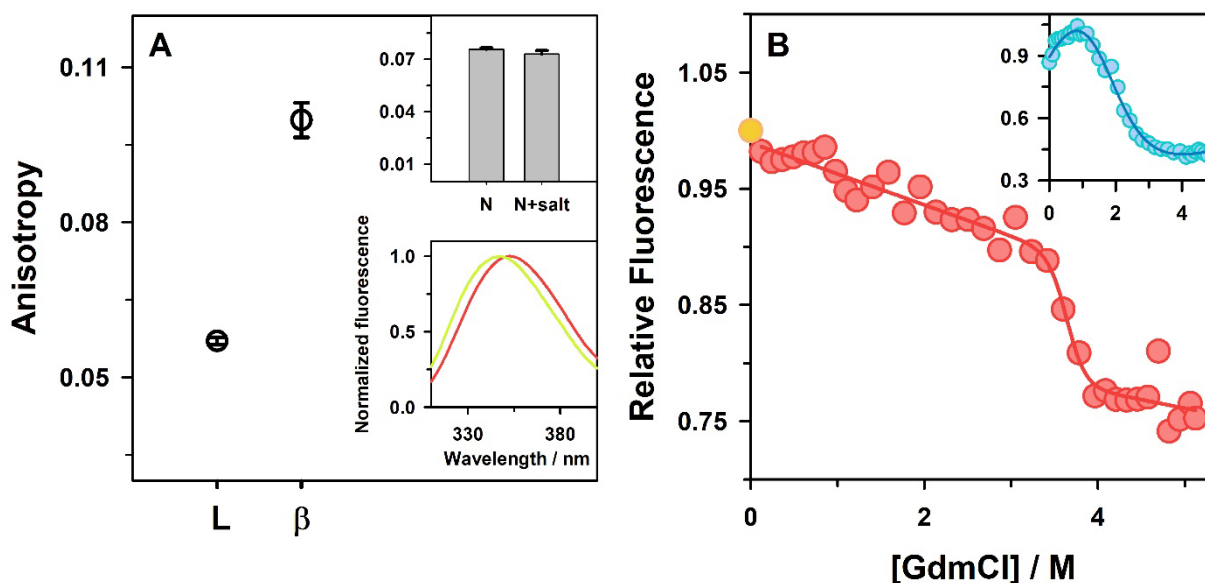 A
Anisotropy
0.11
0.08
0.05
L
β
0.07
0.04
0.01
N
N+salt
Normalized fluorescence
1.0
0.5
0.0
330
380
Wavelength / nm
B
Relative Fluorescence
1.05
0.95
0.85
0.75
0
2
4
[GdmCl] / M
0.9
0.6
0.3
0
2
4